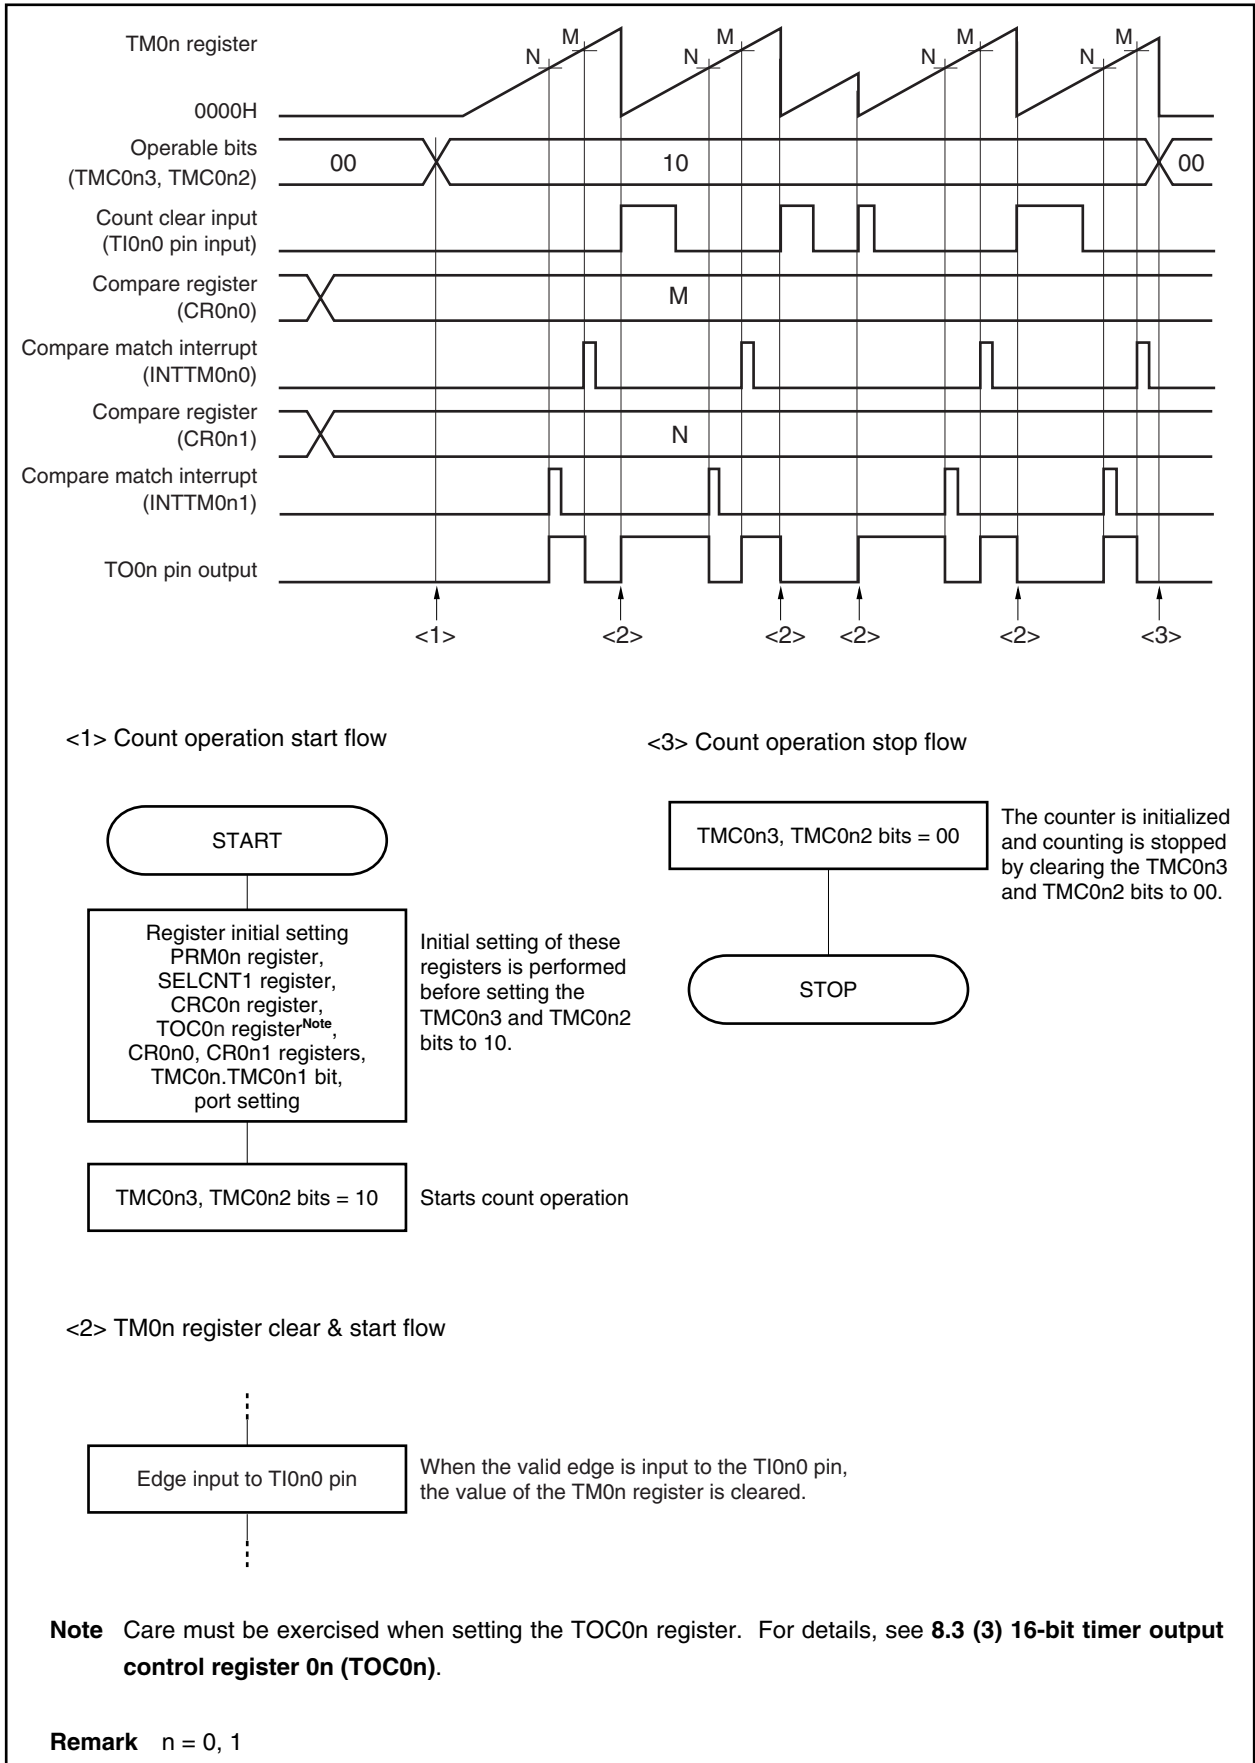 TM0n register
N
M
N
M
N
M
N
M
0000H
Operable bits
(TMC0n3, TMC0n2)
00
10
00
Count clear input
(TI0n0 pin input)
Compare register
(CR0n0)
M
Compare match interrupt
(INTTM0n0)
Compare register
(CR0n1)
N
Compare match interrupt
(INTTM0n1)
TO0n pin output
<1>
<2>
<2>
<2>
<2>
<3>
<1> Count operation start flow
START
Register initial setting
PRM0n register,
SELCNT1 register,
CRC0n register,
TOC0n registerNote,
CR0n0, CR0n1 registers,
TMC0n.TMC0n1 bit,
port setting
Initial setting of these
registers is performed
before setting the
TMC0n3 and TMC0n2
bits to 10.
TMC0n3, TMC0n2 bits = 10
Starts count operation
<3> Count operation stop flow
TMC0n3, TMC0n2 bits = 00
The counter is initialized
and counting is stopped
by clearing the TMC0n3
and TMC0n2 bits to 00.
STOP
<2> TM0n register clear & start flow
Edge input to TI0n0 pin
When the valid edge is input to the TI0n0 pin,
the value of the TM0n register is cleared.
Note Care must be exercised when setting the TOC0n register. For details, see 8.3 (3) 16-bit timer output
control register 0n (TOC0n).
Remark n = 0, 1